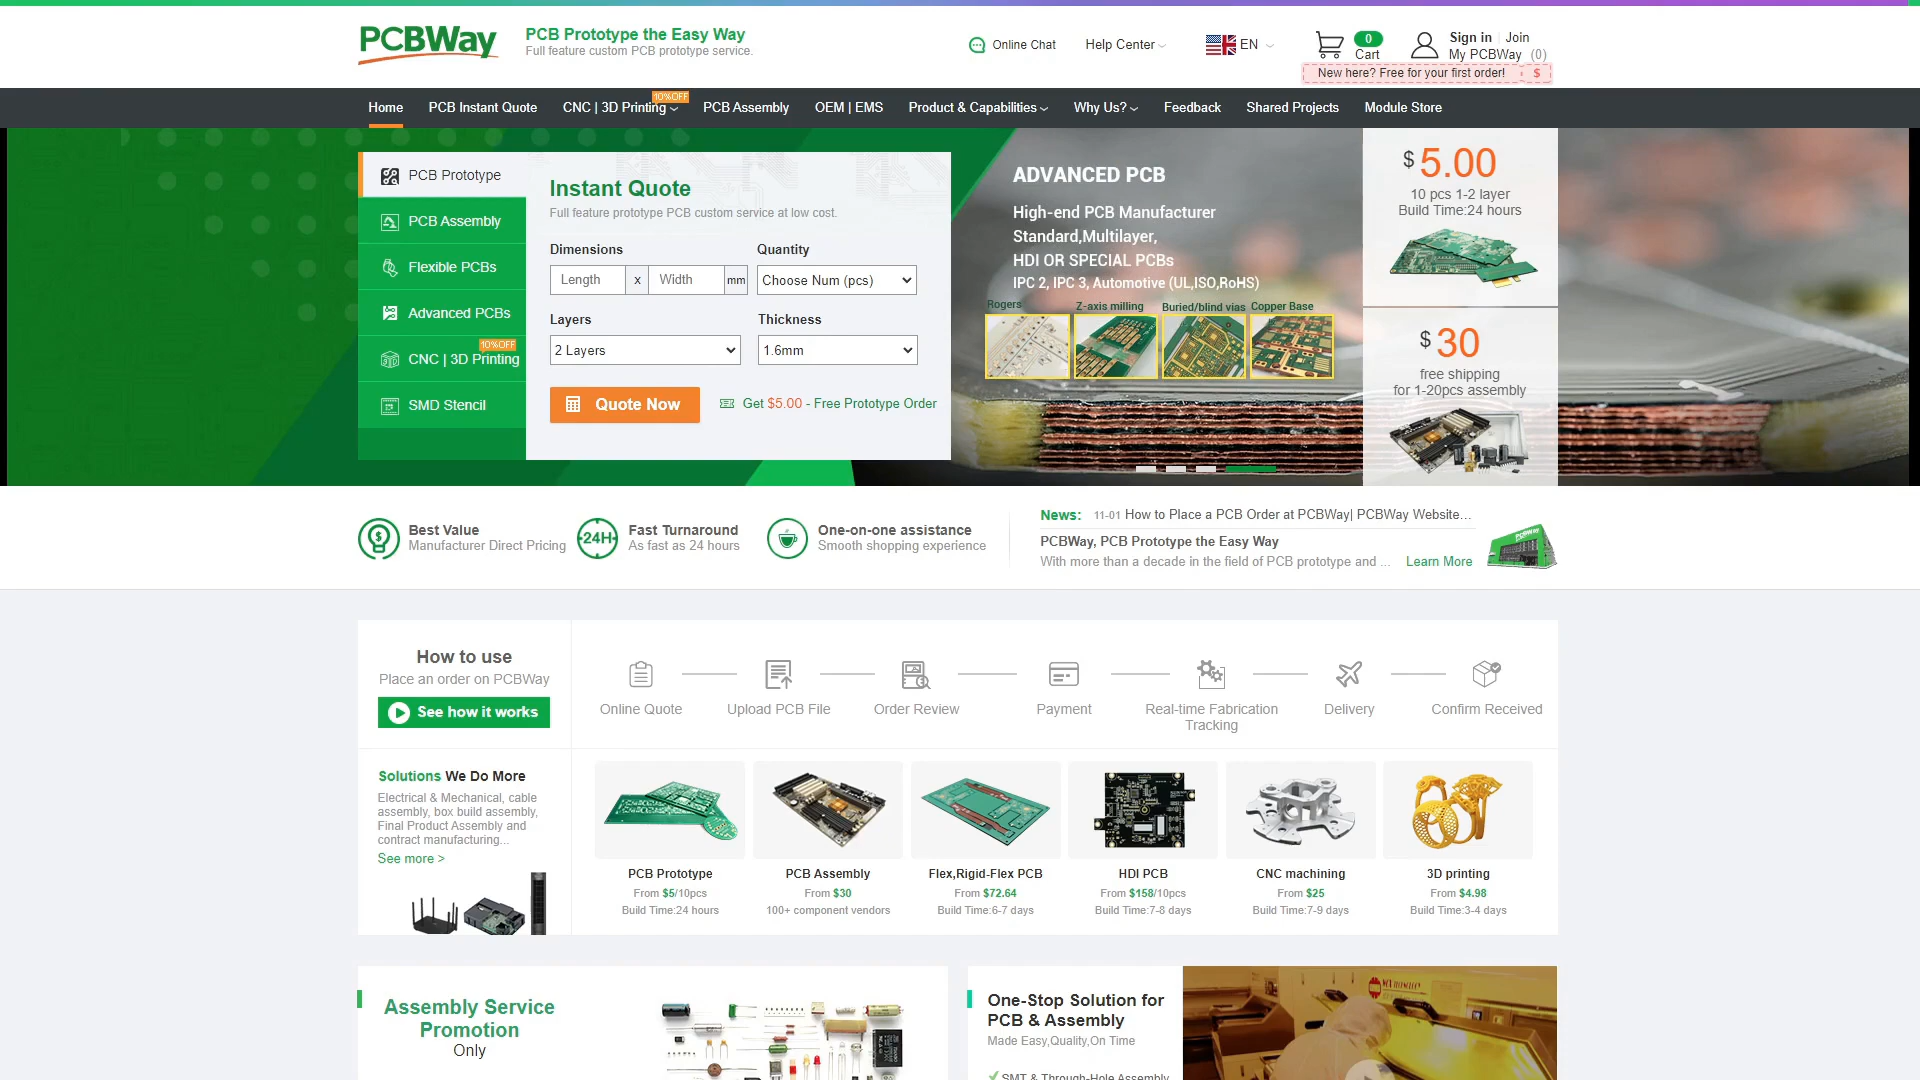 PCBWay
PCB Prototype the Easy Way
Full feature custom PCB prototype service.
Online Chat
Help Center
EN
0
Cart
Sign in
Join
My PCBWay (0)
New here? Free for your first order!
$
Home
PCB Instant Quote
CNC | 3D Printing
10%OFF
PCB Assembly
OEM | EMS
Product & Capabilities
Why Us?
Feedback
Shared Projects
Module Store
PCB Prototype
PCB Assembly
Flexible PCBs
Advanced PCBs
10%OFF
CNC | 3D Printing
SMD Stencil
Instant Quote
Full feature prototype PCB custom service at low cost.
Dimensions
Quantity
Length
x
Width
mm
Choose Num (pcs)
Layers
Thickness
2 Layers
1.6mm
Quote Now
Get $5.00 - Free Prototype Order
ADVANCED PCB
High-end PCB Manufacturer
Standard,Multilayer,
HDI OR SPECIAL PCBs
IPC 2, IPC 3, Automotive (UL,ISO,RoHS)
Rogers
Z-axis milling
Buried/blind vias
Copper Base
$ 5.00
10 pcs 1-2 layer
Build Time:24 hours
$ 30
free shipping
for 1-20pcs assembly
Best Value
Manufacturer Direct Pricing
24H
Fast Turnaround
As fast as 24 hours
One-on-one assistance
Smooth shopping experience
News: 11-01 How to Place a PCB Order at PCBWay| PCBWay Website...
PCBWay, PCB Prototype the Easy Way
With more than a decade in the field of PCB prototype and ...
Learn More
PCBWay
How to use
Place an order on PCBWay
See how it works
Online Quote
Upload PCB File
Order Review
Payment
Real-time Fabrication
Tracking
Delivery
Confirm Received
Solutions We Do More
Electrical & Mechanical, cable
assembly, box build assembly,
Final Product Assembly and
contract manufacturing...
See more >
PCB Prototype
From $5/10pcs
Build Time:24 hours
PCB Assembly
From $30
100+ component vendors
Flex,Rigid-Flex PCB
From $72.64
Build Time:6-7 days
HDI PCB
From $158/10pcs
Build Time:7-8 days
CNC machining
From $25
Build Time:7-9 days
3D printing
From $4.98
Build Time:3-4 days
Assembly Service
Promotion
Only
One-Stop Solution for
PCB & Assembly
Made Easy,Quality,On Time
SMT & Through-Hole Assembly